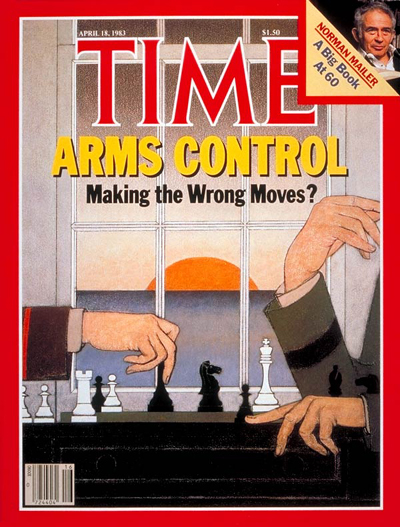 APRIL 18, 1983
$1.50
TIME
NORMAN MAILER
A Big Book
At 60
ARMS CONTROL
Making the Wrong Moves?